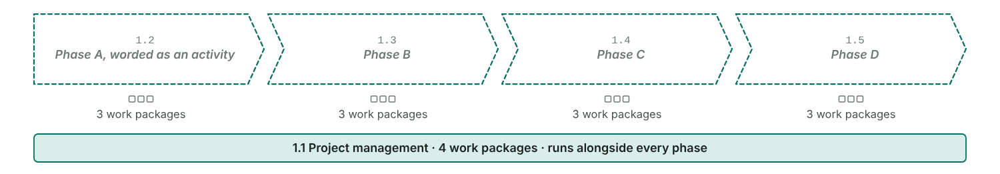 1.2
Phase A, worded as an activity
1.3
Phase B
1.4
Phase C
1.5
Phase D
3 work packages
3 work packages
3 work packages
3 work packages
1.1 Project management · 4 work packages · runs alongside every phase